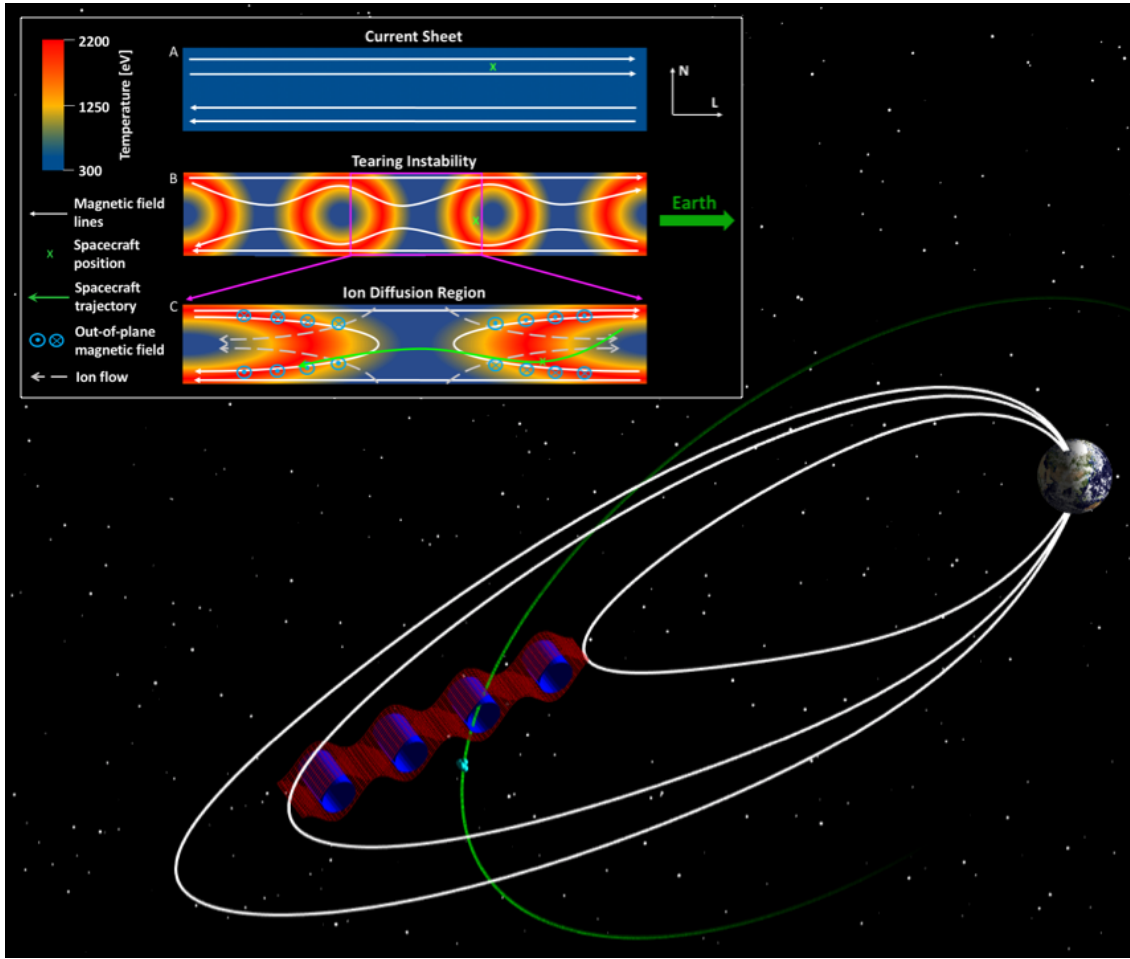 Current Sheet
2200
1250
300
Temperature [eV]
A
x
N
L
Tearing Instability
B
x
Earth
Magnetic field
lines
x
Spacecraft
position
Spacecraft
trajectory
Out-of-plane
magnetic field
Ion flow
Ion Diffusion Region
C
x